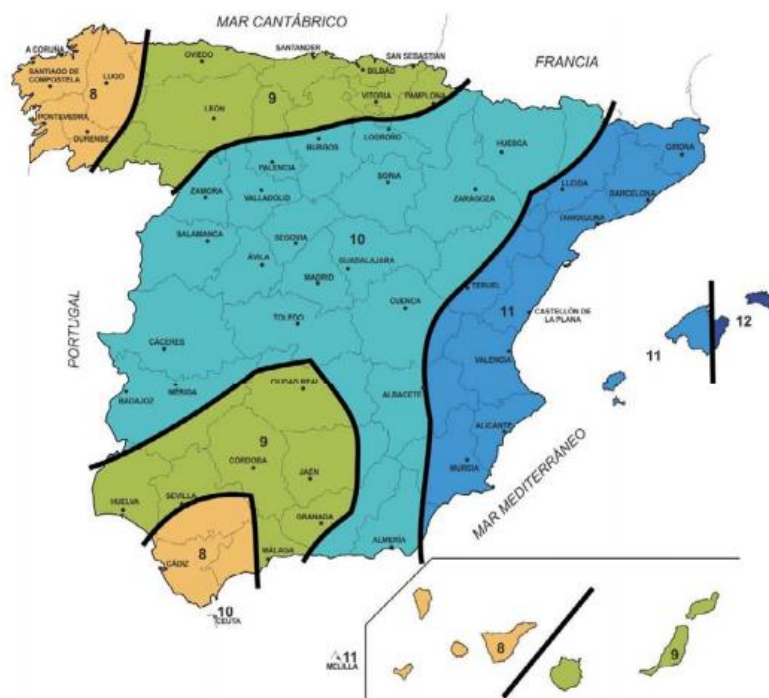 MAR CANTÁBRICO
A CORUÑA
OVIEDO
SANTANDER
SAN SEBASTIÁN
FRANCIA
SANTIAGO DE
COMPOSTELA
LUGO
BILBAO
8
9
VITORIA
PAMPLONA
LEÓN
PONTEVEDRA
OURENSE
BURGOS
LOGROÑO
HUESCA
GIRONA
PALENCIA
LLEIDA
BARCELONA
ZAMORA
VALLADOLID
SORIA
ZARAGOZA
TARRAGONA
SALAMANCA
SEGOVIA
10
ÁVILA
GUADALAJARA
MADRID
TERUEL
PORTUGAL
CUENCA
11
CASTELLÓN DE
LA PLANA
12
TOLEDO
CÁCERES
VALENCIA
11
CIUDAD REAL
MÉRIDA
BADAJOZ
ALBACETE
ALICANTE
9
CÓRDOBA
JAÉN
MURCIA
MAR MEDITERRÁNEO
HUELVA
SEVILLA
GRANADA
8
MÁLAGA
ALMERÍA
CÁDIZ
10
CEUTA
11
MELILLA
8
9